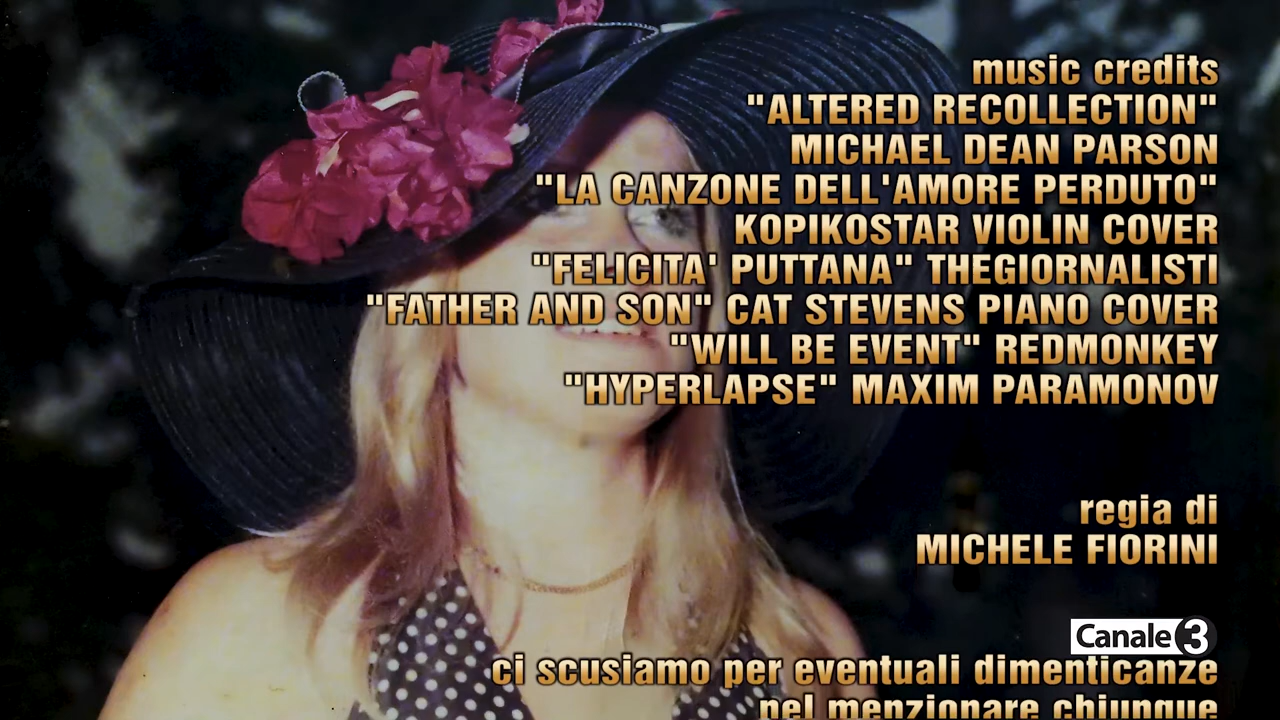 music credits
"ALTERED RECOLLECTION"
MICHAEL DEAN PARSON
"LA CANZONE DELL'AMORE PERDUTO"
KOPIKOSTAR VIOLIN COVER
"FELICITA' PUTTANA" THEGIORNALISTI
"FATHER AND SON" CAT STEVENS PIANO COVER
"WILL BE EVENT" REDMONKEY
"HYPERLAPSE" MAXIM PARAMONOV
regia di
MICHELE FIORINI
Canale 3
ci scusiamo per eventuali dimenticanze
nel menzionare chiunque